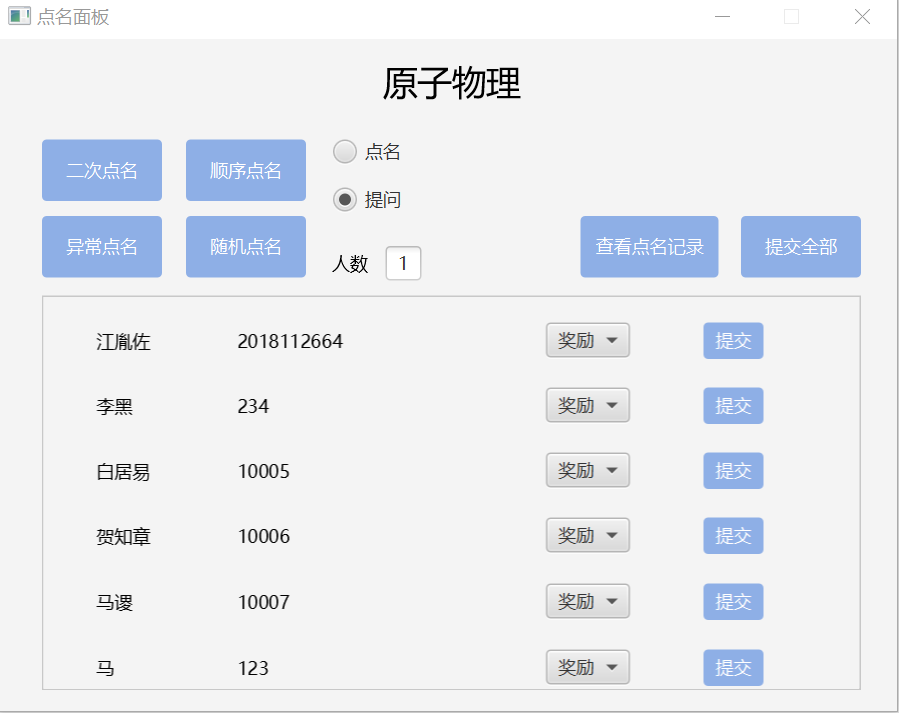 点名面板
原子物理
二次点名 顺序点名 点名
提问
异常点名 随机点名 人数 1 查看点名记录 提交全部
江胤佐 2018112664 奖励 提交
李黑 234 奖励 提交
白居易 10005 奖励 提交
贺知章 10006 奖励 提交
马谡 10007 奖励 提交
马 123 奖励 提交